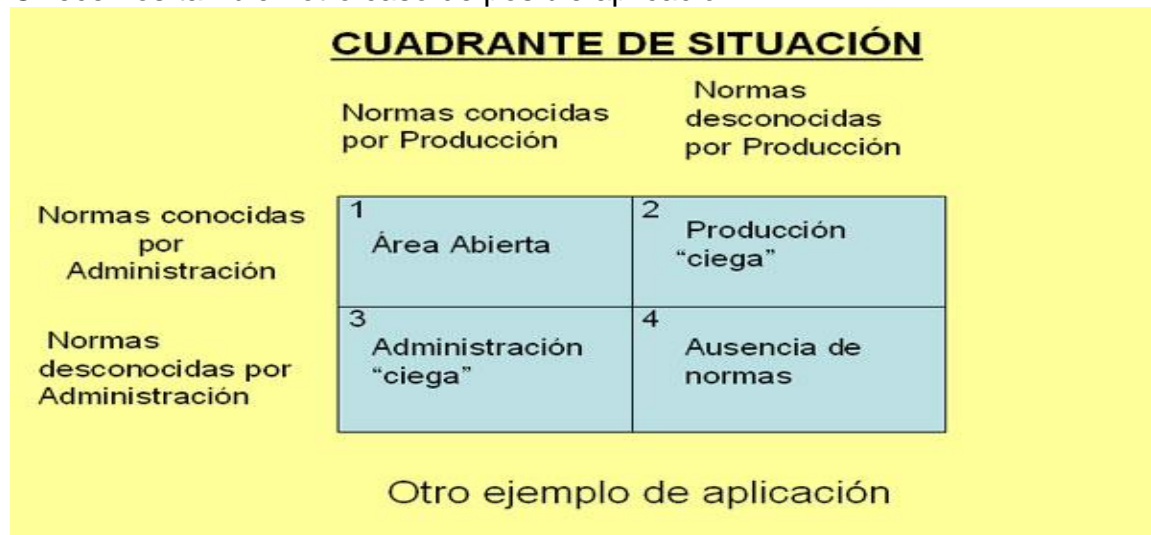 CUADRANTE DE SITUACIÓN
Normas conocidas
por Producción
Normas
desconocidas
por Producción
Normas conocidas
por
Administración
1
Área Abierta
2
Producción
“ciega”
Normas
desconocidas por
Administración
3
Administración
“ciega”
4
Ausencia de
normas
Otro ejemplo de aplicación